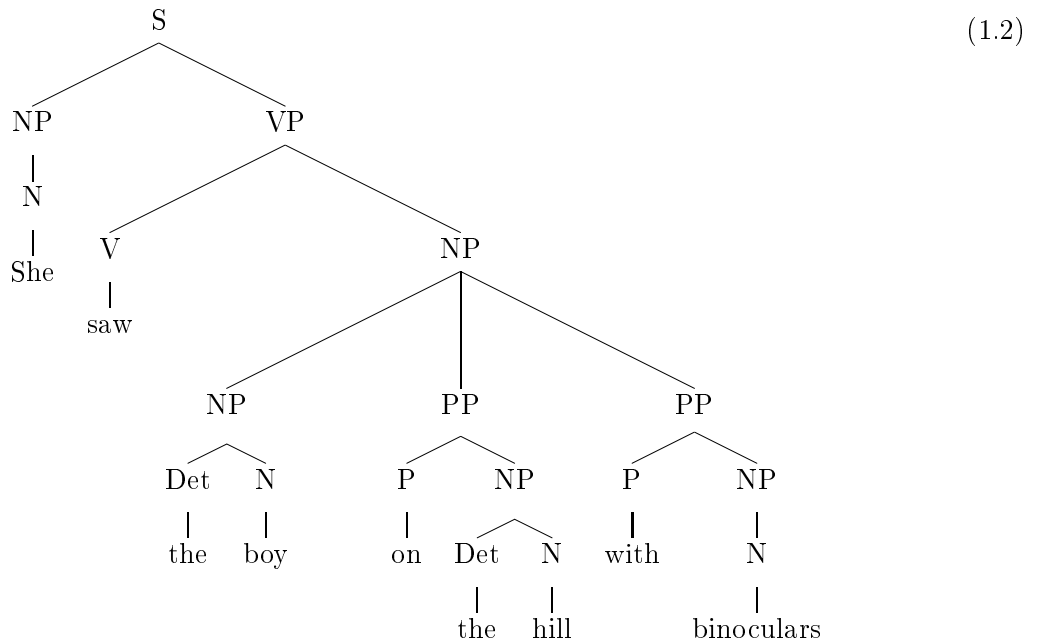 S
(1.2)
NP VP
N
V NP
She
saw
NP PP PP
Det N P NP P NP
the boy on Det N with N
the hill binoculars